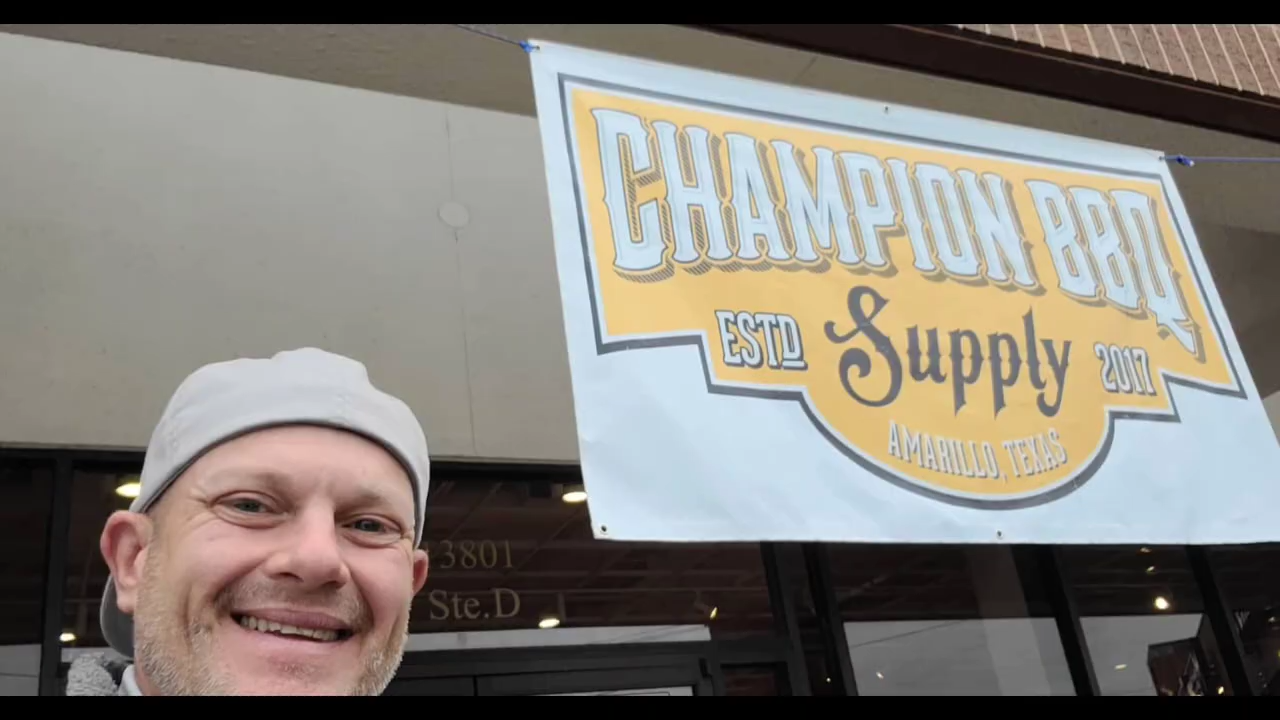 CHAMPION BBQ
ESTD Supply 2017
AMARILLO, TEXAS
3801
Ste.D